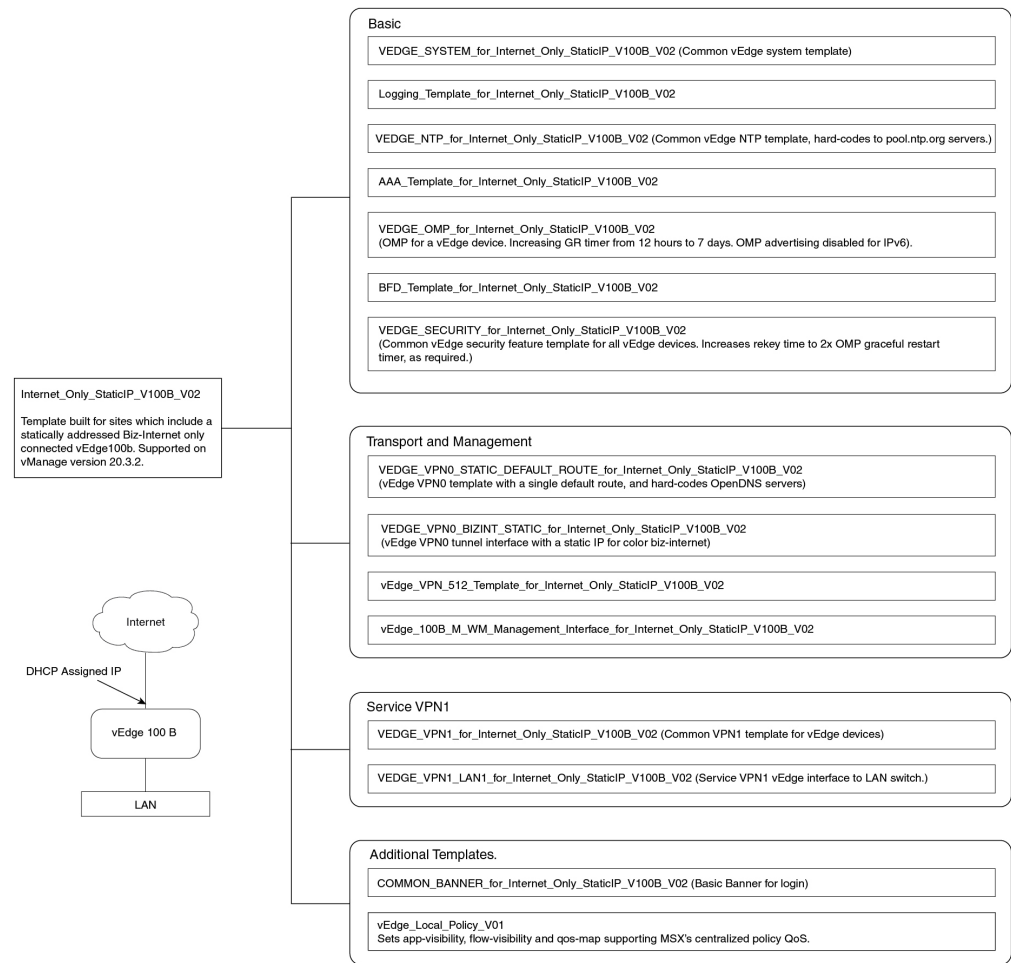 Basic
VEDGE_SYSTEM_for_Internet_Only_StaticIP_V100B_V02 (Common vEdge system template)
Logging_Template_for_Internet_Only_StaticIP_V100B_V02
VEDGE_NTP_for_Internet_Only_StaticIP_V100B_V02 (Common vEdge NTP template, hard-codes to pool.ntp.org servers.)
AAA_Template_for_Internet_Only_StaticIP_V100B_V02
VEDGE_OMP_for_Internet_Only_StaticIP_V100B_V02
(OMP for a vEdge device. Increasing GR timer from 12 hours to 7 days. OMP advertising disabled for IPv6).
BFD_Template_for_Internet_Only_StaticIP_V100B_V02
VEDGE_SECURITY_for_Internet_Only_StaticIP_V100B_V02
(Common vEdge security feature template for all vEdge devices. Increases rekey time to 2x OMP graceful restart
timer, as required.)
Internet_Only_StaticIP_V100B_V02
Template built for sites which include a
statically addressed Biz-Internet only
connected vEdge100b. Supported on
vManage version 20.3.2.
Transport and Management
VEDGE_VPN0_STATIC_DEFAULT_ROUTE_for_Internet_Only_StaticIP_V100B_V02
(vEdge VPN0 template with a single default route, and hard-codes OpenDNS servers)
VEDGE_VPN0_BIZINT_STATIC_for_Internet_Only_StaticIP_V100B_V02
(vEdge VPN0 tunnel interface with a static IP for color biz-internet)
vEdge_VPN_512_Template_for_Internet_Only_StaticIP_V100B_V02
vEdge_100B_M_WM_Management_Interface_for_Internet_Only_StaticIP_V100B_V02
Internet
DHCP Assigned IP
vEdge 100 B
LAN
Service VPN1
VEDGE_VPN1_for_Internet_Only_StaticIP_V100B_V02 (Common VPN1 template for vEdge devices)
VEDGE_VPN1_LAN1_for_Internet_Only_StaticIP_V100B_V02 (Service VPN1 vEdge interface to LAN switch.)
Additional Templates.
COMMON_BANNER_for_Internet_Only_StaticIP_V100B_V02 (Basic Banner for login)
vEdge_Local_Policy_V01
Sets app-visibility, flow-visibility and qos-map supporting MSX's centralized policy QoS.